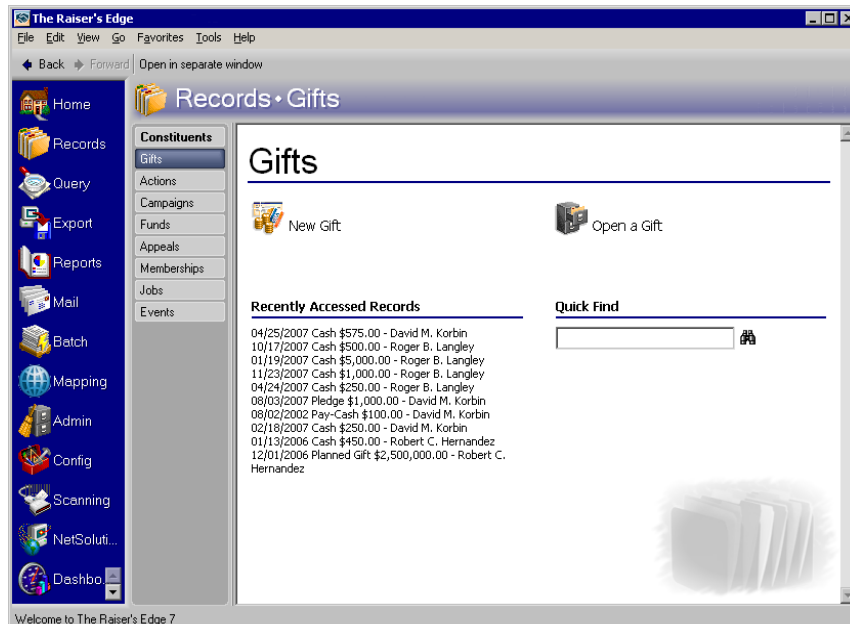 The Raiser's Edge
File Edit View Go Favorites Tools Help
Back Forward Open in separate window
Records • Gifts
Home
Records
Query
Export
Reports
Mail
Batch
Mapping
Admin
Config
Scanning
NetSoluti...
Dashbo...
Constituents
Gifts
Actions
Campaigns
Funds
Appeals
Memberships
Jobs
Events
Gifts
New Gift
Open a Gift
Recently Accessed Records
04/25/2007 Cash $575.00 - David M. Korbin
10/17/2007 Cash $500.00 - Roger B. Langley
01/19/2007 Cash $5,000.00 - Roger B. Langley
11/23/2007 Cash $1,000.00 - Roger B. Langley
04/24/2007 Cash $250.00 - Roger B. Langley
08/03/2007 Pledge $1,000.00 - David M. Korbin
08/02/2002 Pay-Cash $100.00 - David M. Korbin
02/18/2007 Cash $250.00 - David M. Korbin
01/13/2006 Cash $450.00 - Robert C. Hernandez
12/01/2006 Planned Gift $2,500,000.00 - Robert C.
Hernandez
Quick Find
Welcome to The Raiser's Edge 7